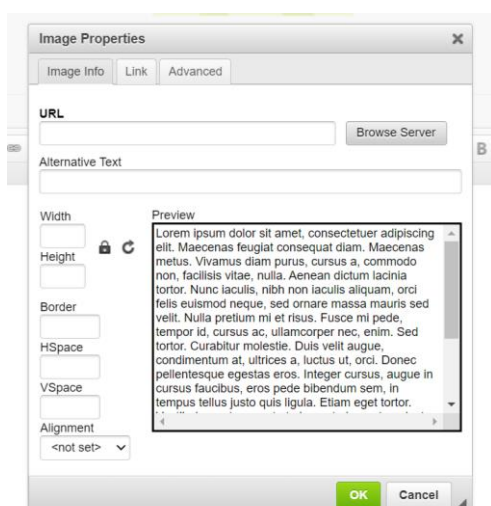 Image Properties
Image Info Link Advanced
URL
Browse Server
B
Alternative Text
Width
Preview
Height
Border
HSpace
VSpace
Alignment
<not set>
Lorem ipsum dolor sit amet, consectetuer adipiscing
elit. Maecenas feugiat consequat diam. Maecenas
metus. Vivamus diam purus, cursus a, commodo
non, facilisis vitae, nulla. Aenean dictum lacinia
tortor. Nunc iaculis, nibh non iaculis aliquam, orci
felis euismod neque, sed ornare massa mauris sed
velit. Nulla pretium mi et risus. Fusce mi pede,
tempor id, cursus ac, ullamcorper nec, enim. Sed
tortor. Curabitur molestie. Duis velit augue,
condimentum at, ultrices a, luctus ut, orci. Donec
pellentesque egestas eros. Integer cursus, augue in
cursus faucibus, eros pede bibendum sem, in
tempus tellus justo quis ligula. Etiam eget tortor.
OK Cancel